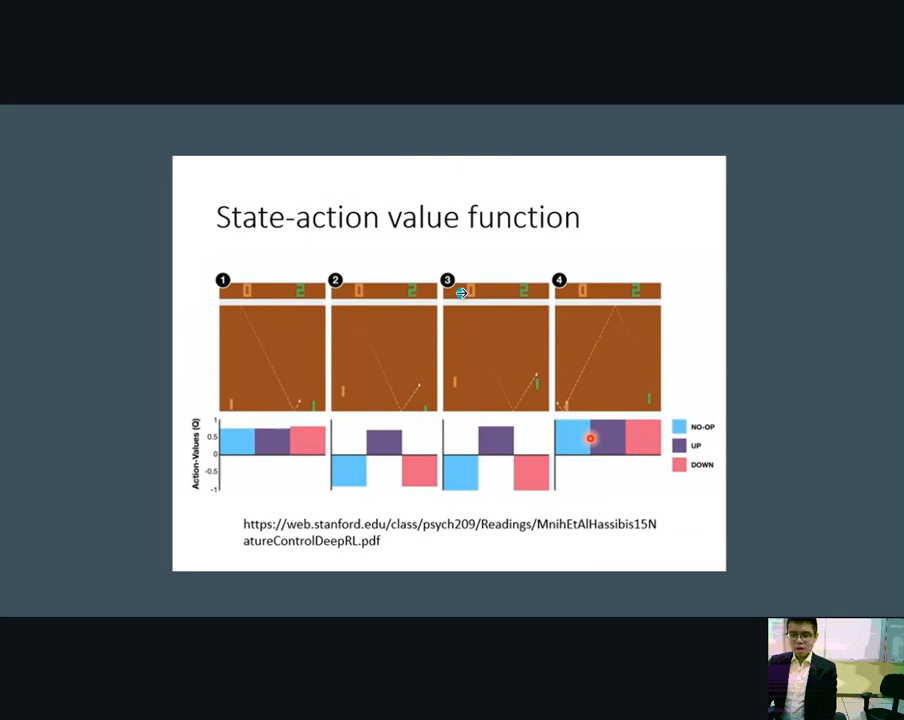 State-action value function
1 2 3 4
0 2 0 2 0 2 0 2
Action-Values (Q)
1
0.5
0
-0.5
-1
NO-OP
UP
DOWN
https://web.stanford.edu/class/psych209/Readings/MnihEtAlHassibis15N
atureControlDeepRL.pdf